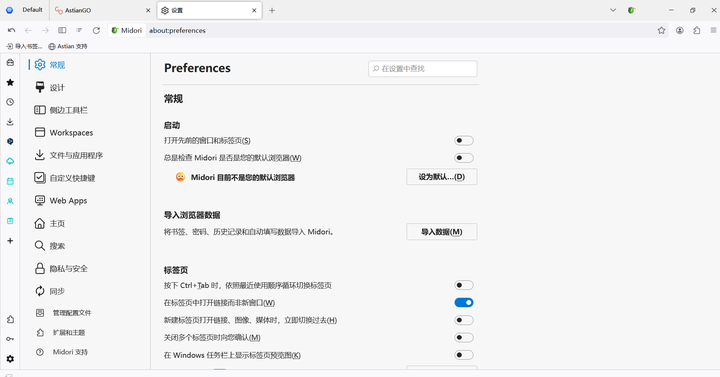 Default
AstianGO
设置
Midori
about:preferences
导入书签...
Astian 支持
常规
设计
侧边工具栏
Workspaces
文件与应用程序
自定义快捷键
Web Apps
主页
搜索
隐私与安全
同步
管理配置文件
扩展和主题
Midori 支持
Preferences
在设置中查找
常规
启动
打开先前的窗口和标签页(S)
总是检查 Midori 是否是您的默认浏览器(W)
Midori 目前不是您的默认浏览器
设为默认...(D)
导入浏览器数据
将书签、密码、历史记录和自动填写数据导入 Midori。
导入数据(M)
标签页
按下 Ctrl+Tab 时，依照最近使用顺序循环切换标签页
在标签页中打开链接而非新窗口(W)
新建标签页打开链接、图像、媒体时，立即切换过去(H)
关闭多个标签页时向您确认(M)
在 Windows 任务栏上显示标签页预览图(K)